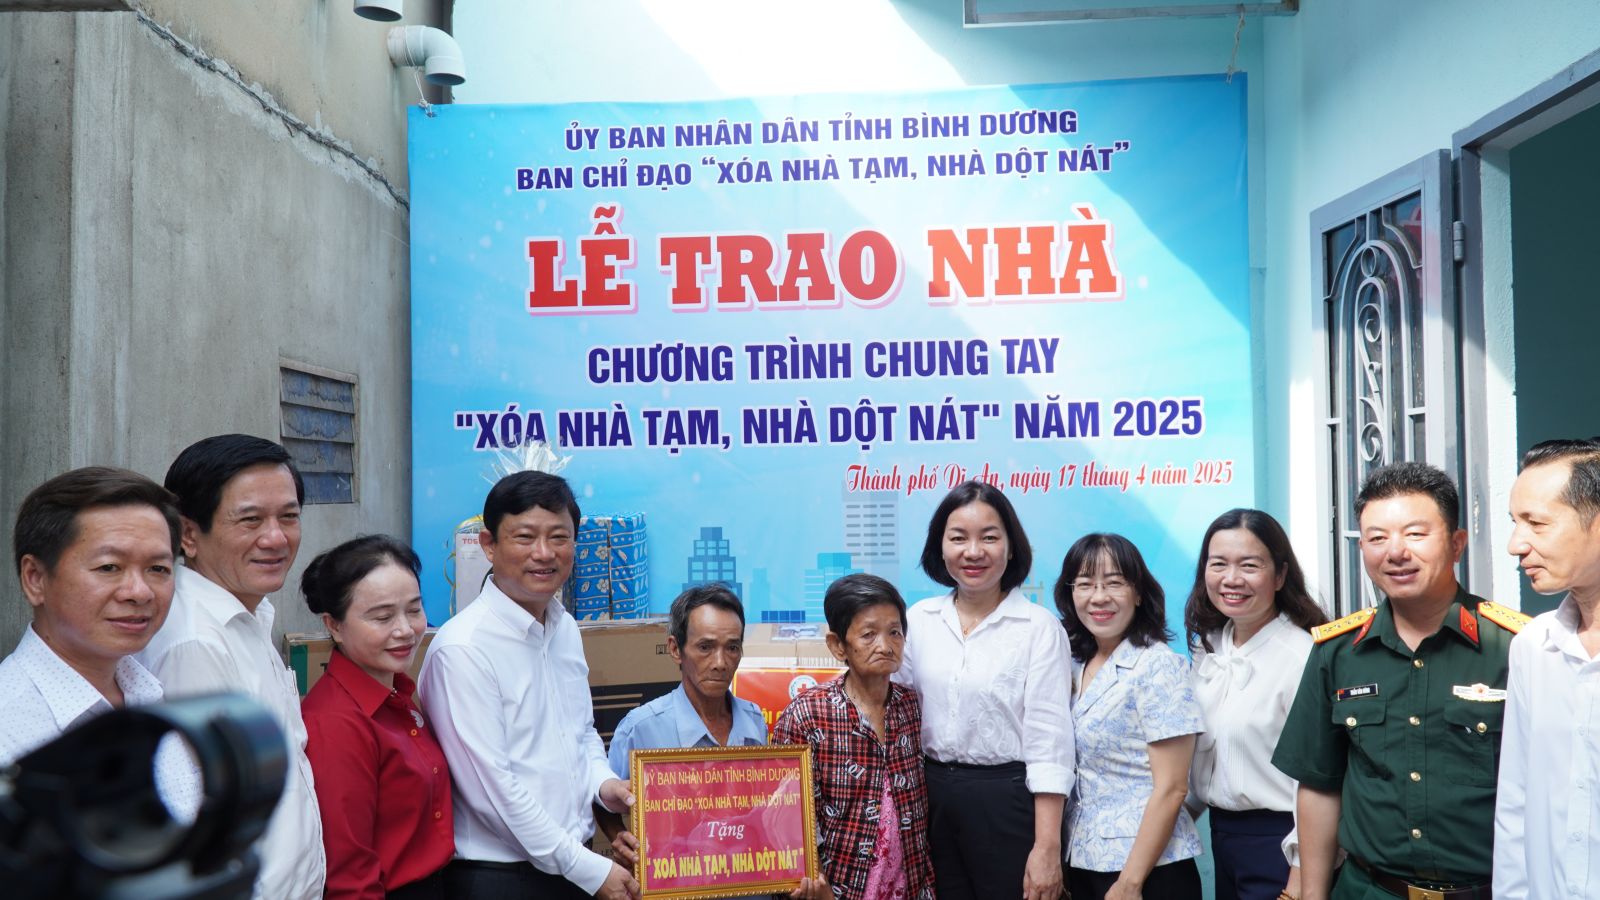 ỦY BAN NHÂN DÂN TỈNH BÌNH DƯƠNG
BAN CHỈ ĐẠO “XÓA NHÀ TẠM, NHÀ DỘT NÁT”
LỄ TRAO NHÀ
CHƯƠNG TRÌNH CHUNG TAY
"XÓA NHÀ TẠM, NHÀ DỘT NÁT" NĂM 2025
Thành phố Dĩ An, ngày 17 tháng 4 năm 2025
ỦY BAN NHÂN DÂN TỈNH BÌNH DƯƠNG
BAN CHỈ ĐẠO “XOÁ NHÀ TẠM, NHÀ DỘT NÁT”
Tặng
“ XOÁ NHÀ TẠM, NHÀ DỘT NÁT ”